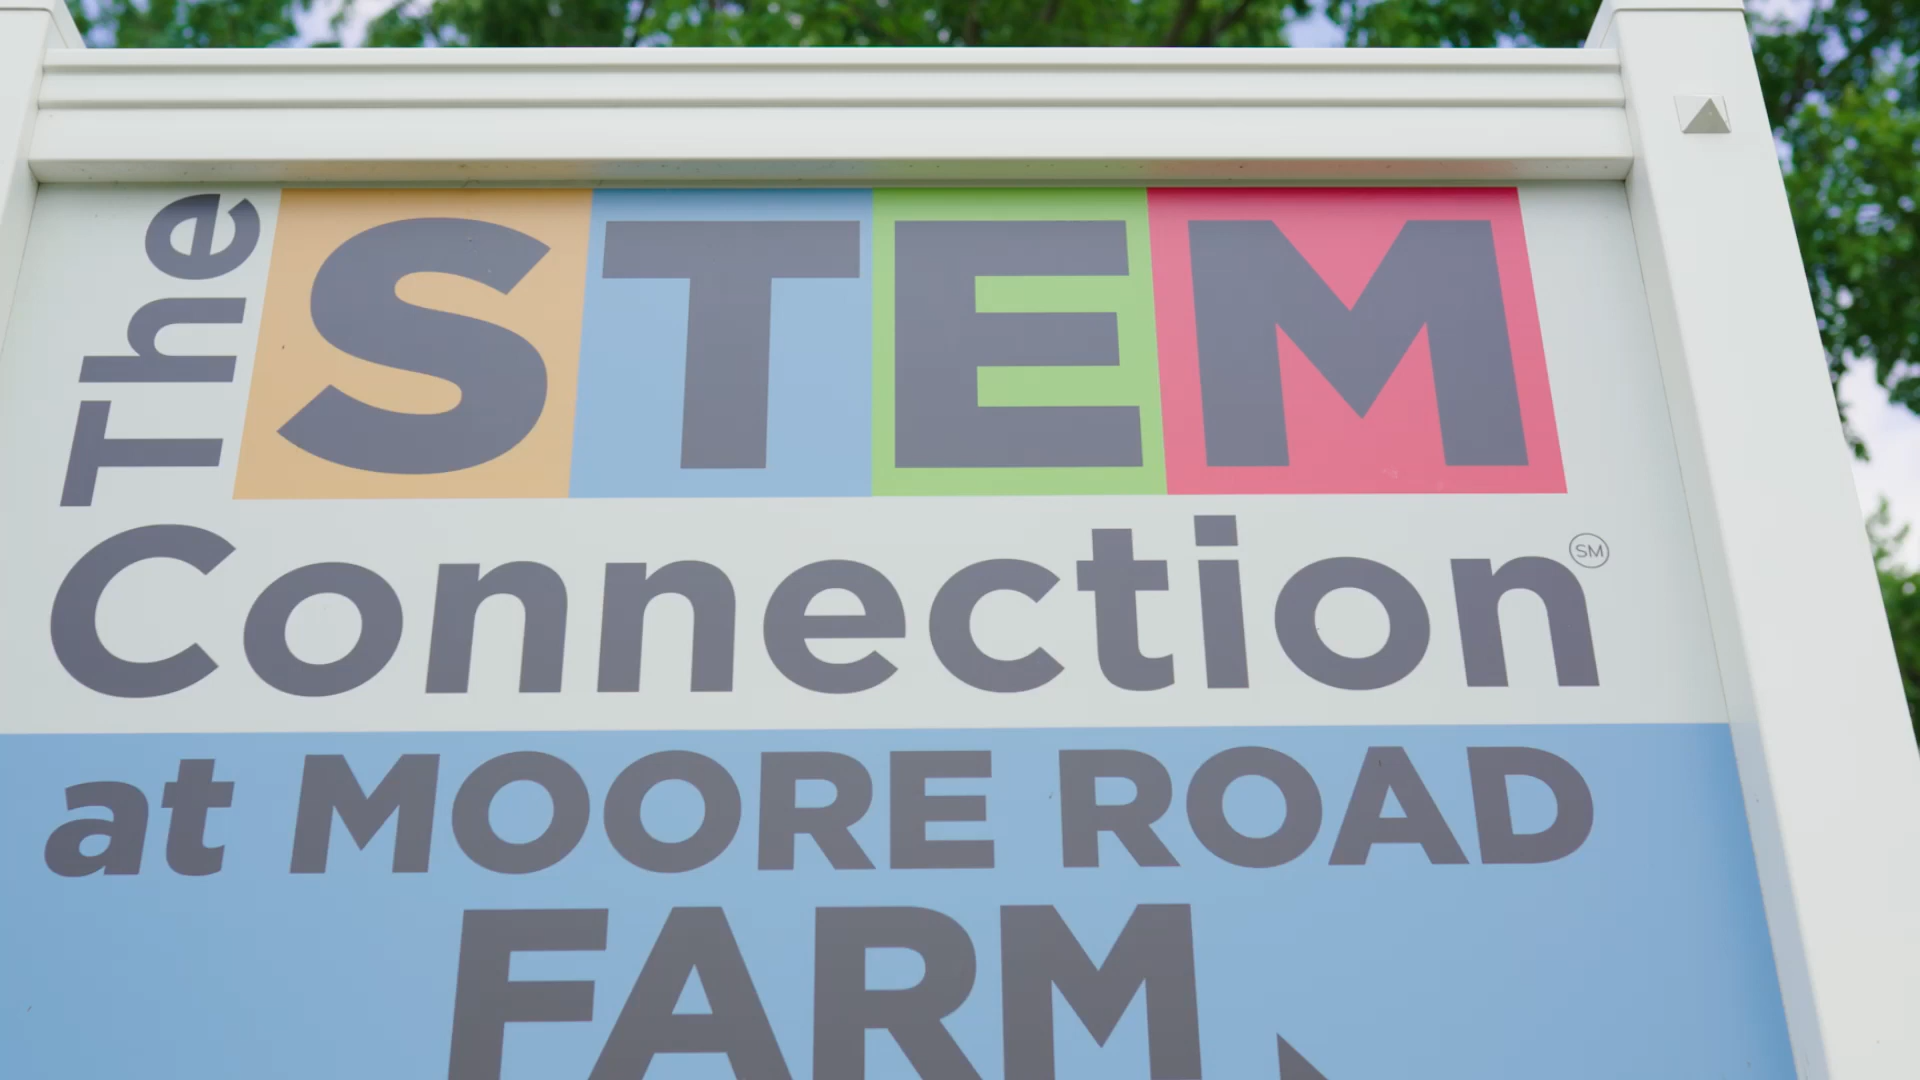 The STEM
Connection℠
at MOORE ROAD
FARM